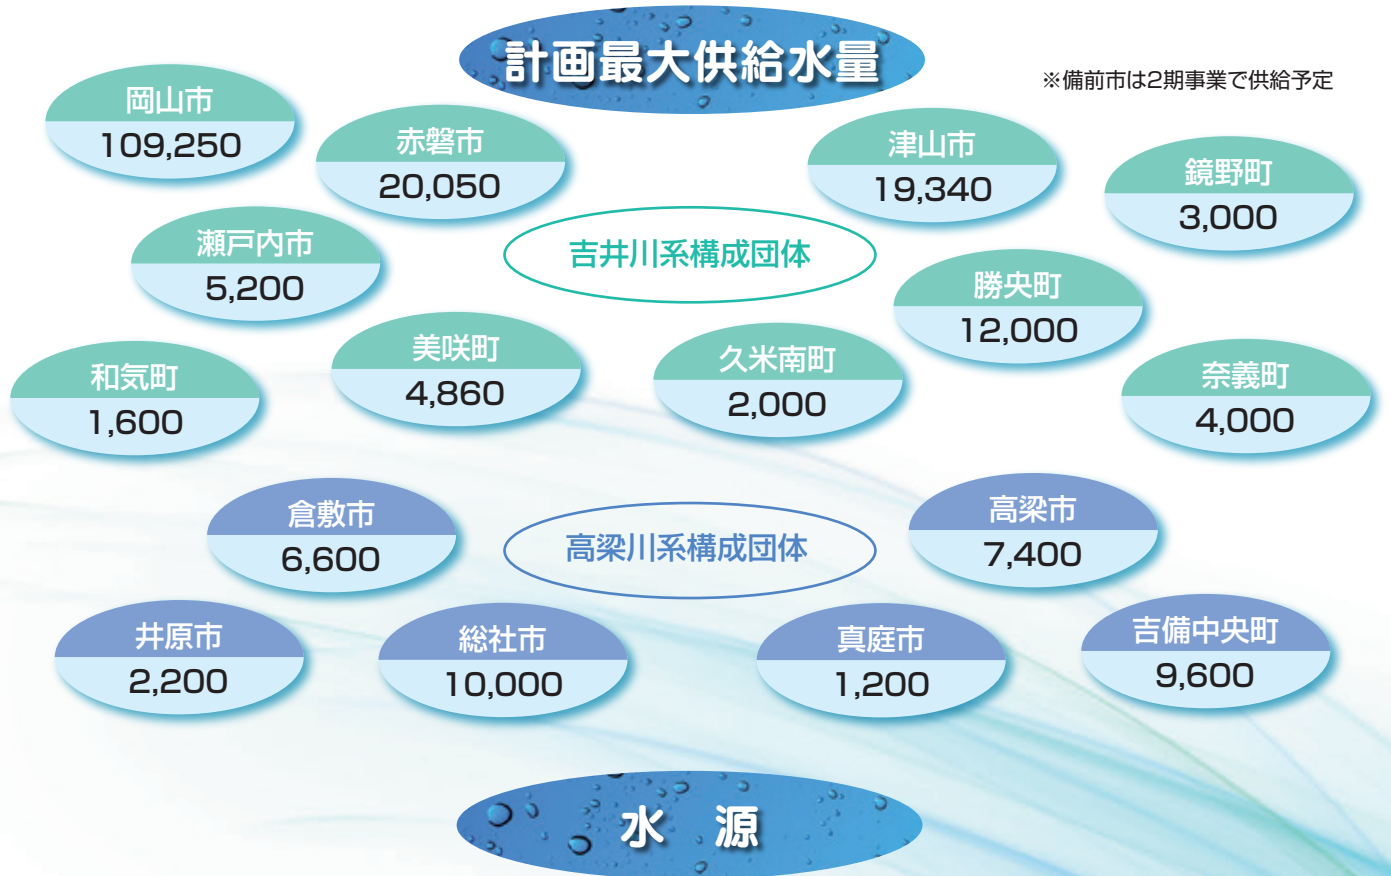 計画最大供給水量
※備前市は2期事業で供給予定
岡山市
109,250
赤磐市
20,050
津山市
19,340
鏡野町
3,000
瀬戸内市
5,200
吉井川系構成団体
勝央町
12,000
和気町
1,600
美咲町
4,860
久米南町
2,000
奈義町
4,000
倉敷市
6,600
高梁川系構成団体
高梁市
7,400
井原市
2,200
総社市
10,000
真庭市
1,200
吉備中央町
9,600
水 源